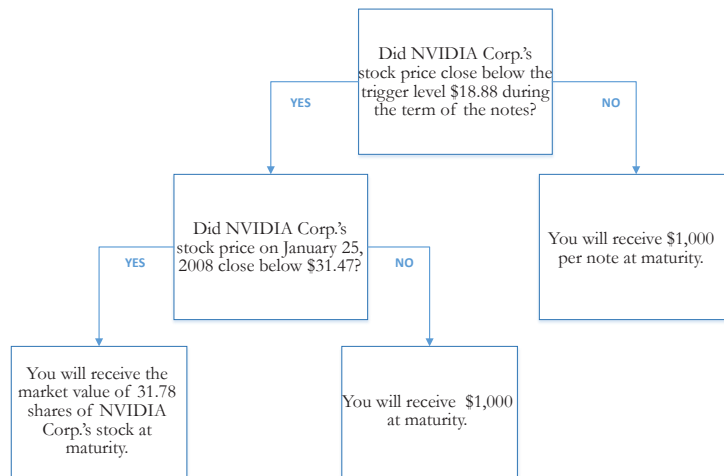 Did NVIDIA Corp.'s
stock price close below the
trigger level $18.88 during
the term of the notes?
YES
NO
Did NVIDIA Corp.'s
stock price on January 25,
2008 close below $31.47?
You will receive $1,000
per note at maturity.
YES
NO
You will receive the
market value of 31.78
shares of NVIDIA
Corp.'s stock at
maturity.
You will receive $1,000
at maturity.